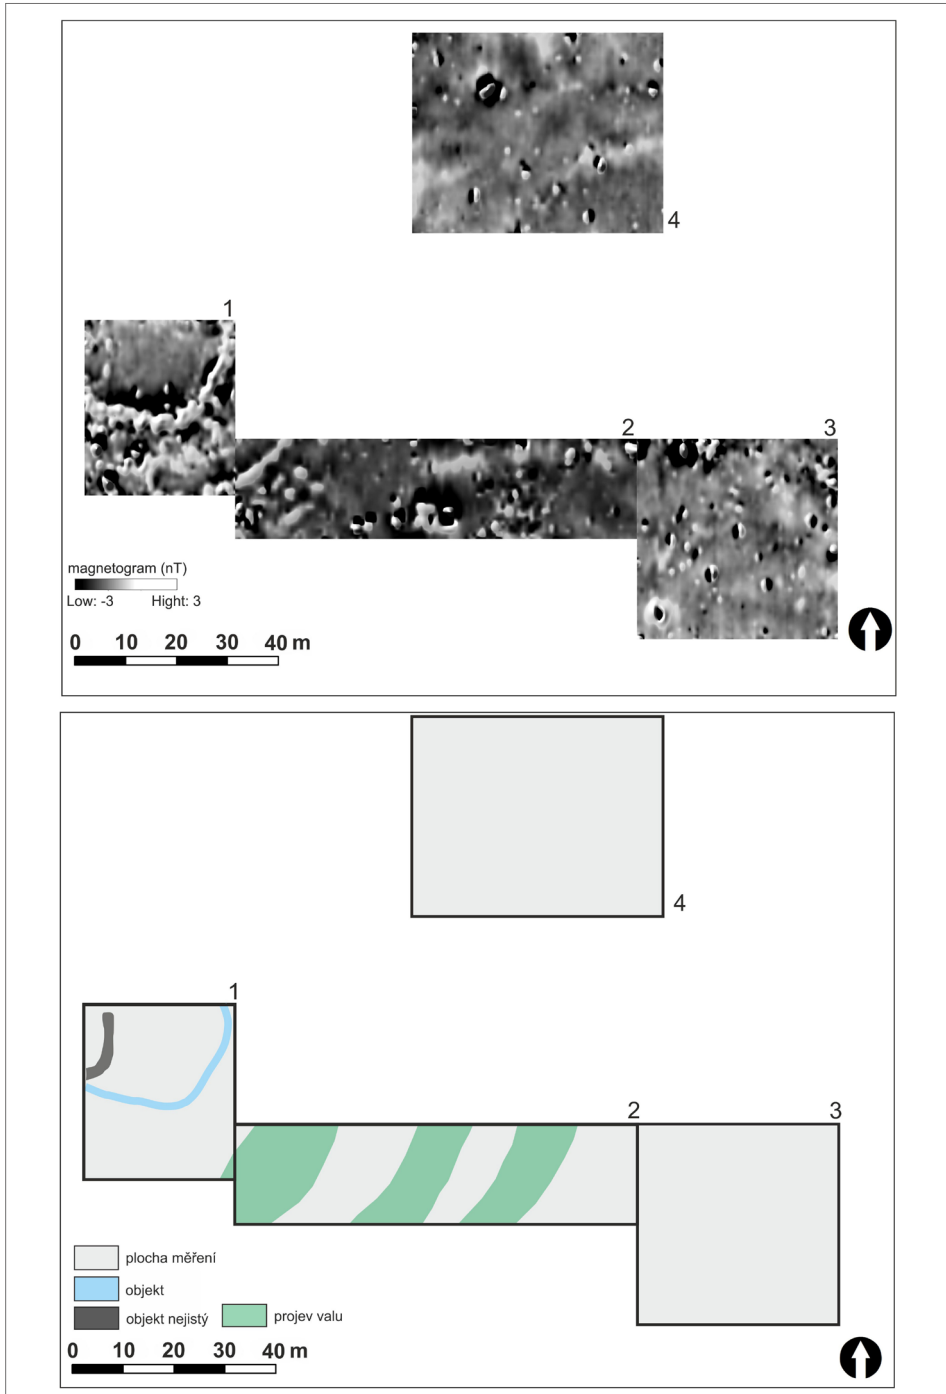 4
1
2 3
magnetogram (nT)
Low: -3 Hight: 3
0 10 20 30 40 m
4
1
2 3
plocha měření
objekt
objekt nejistý projev valu
0 10 20 30 40 m